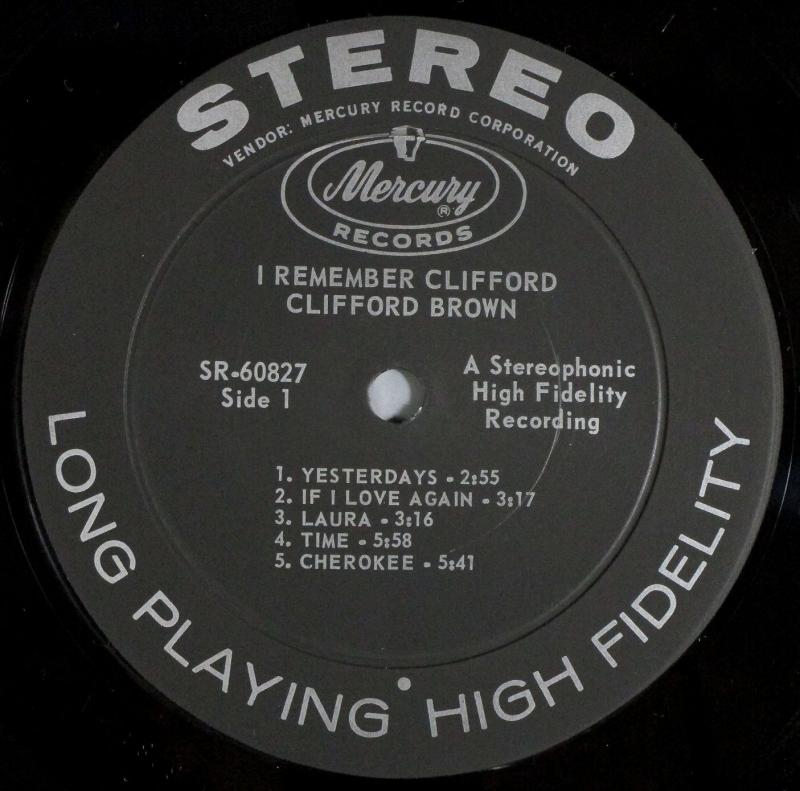 STEREO
VENDOR: MERCURY RECORD CORPORATION
Mercury ®
RECORDS
I REMEMBER CLIFFORD
CLIFFORD BROWN
SR-60827
Side 1
A Stereophonic
High Fidelity
Recording
1. YESTERDAYS - 2:55
2. IF I LOVE AGAIN - 3:17
3. LAURA - 3:16
4. TIME - 5:58
5. CHEROKEE - 5:41
LONG PLAYING • HIGH FIDELITY